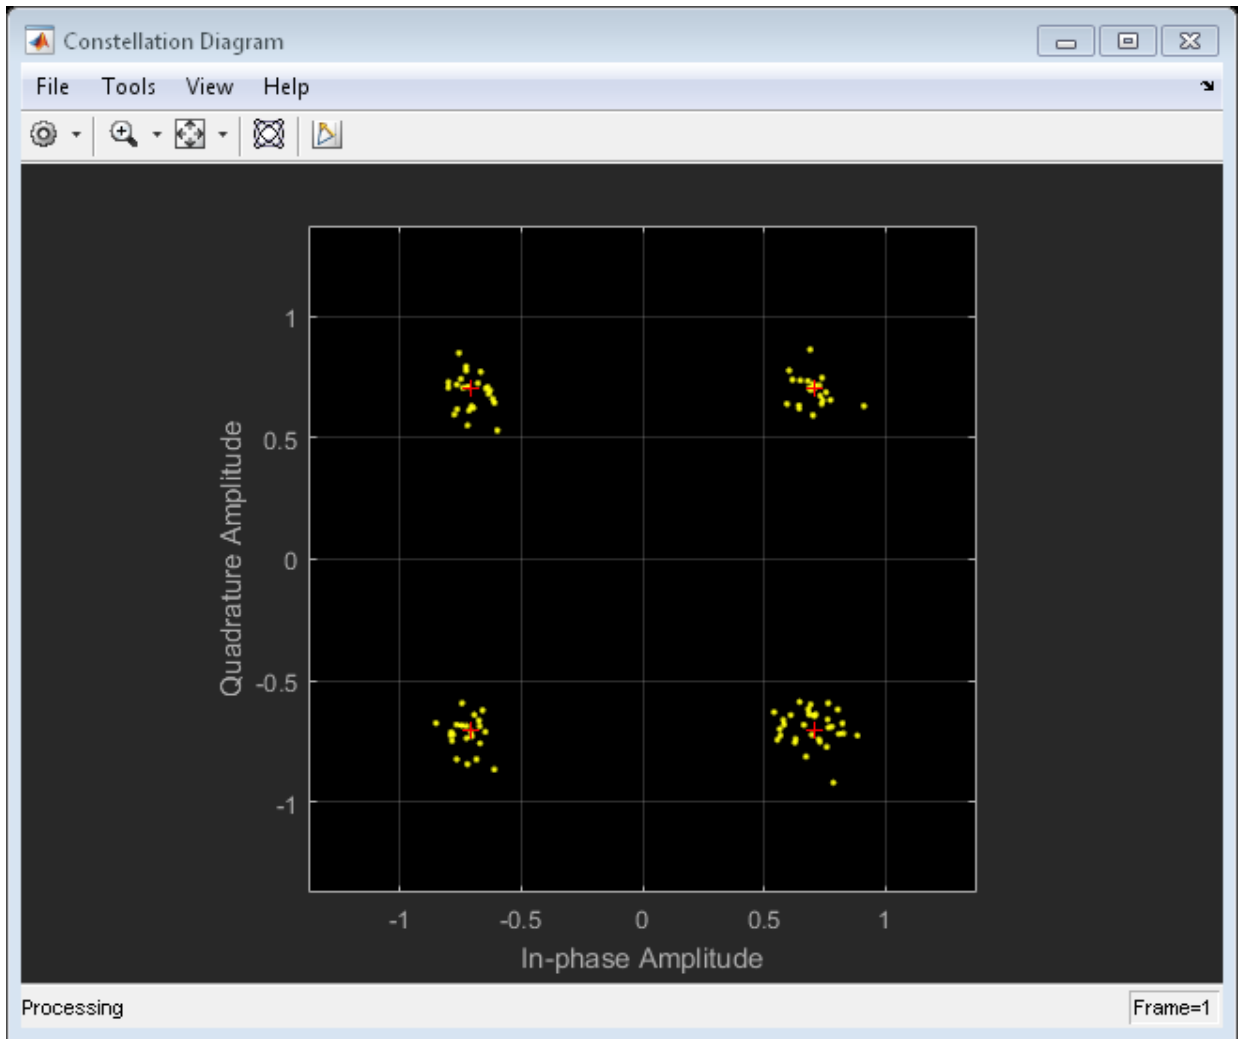 Constellation Diagram
File Tools View Help
1
0.5
0
-0.5
-1
Quadrature Amplitude
-1 -0.5 0 0.5 1
In-phase Amplitude
Processing Frame=1